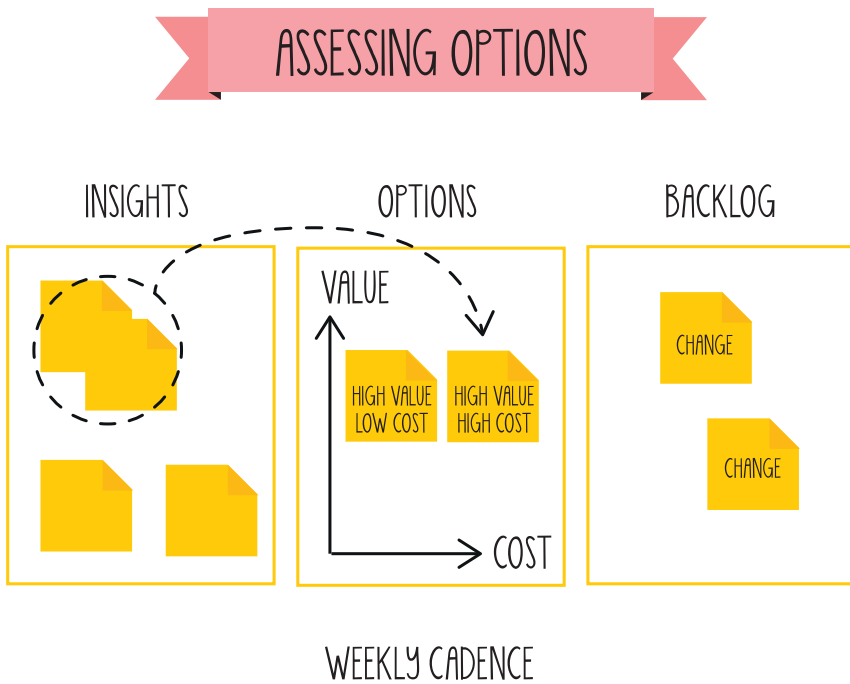 ASSESSING OPTIONS
INSIGHTS
OPTIONS
BACKLOG
VALUE
HIGH VALUE
LOW COST
HIGH VALUE
HIGH COST
COST
CHANGE
CHANGE
WEEKLY CADENCE